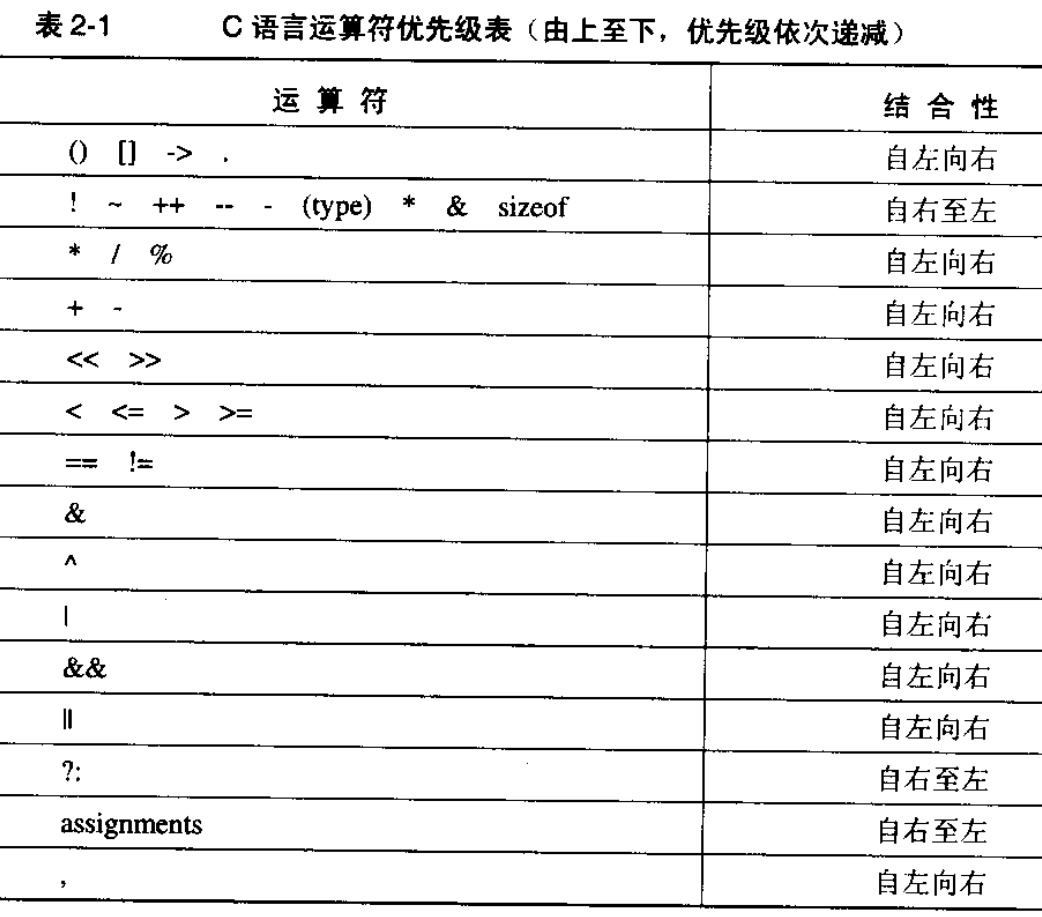 表 2-1 C 语言运算符优先级表（由上至下，优先级依次递减）
运 算 符 结 合 性
() [] -> . 自左向右
! ~ ++ -- - (type) * & sizeof 自右至左
* / % 自左向右
+ - 自左向右
<< >> 自左向右
< <= > >= 自左向右
== != 自左向右
& 自左向右
^ 自左向右
| 自左向右
&& 自左向右
|| 自左向右
?: 自右至左
assignments 自右至左
, 自左向右